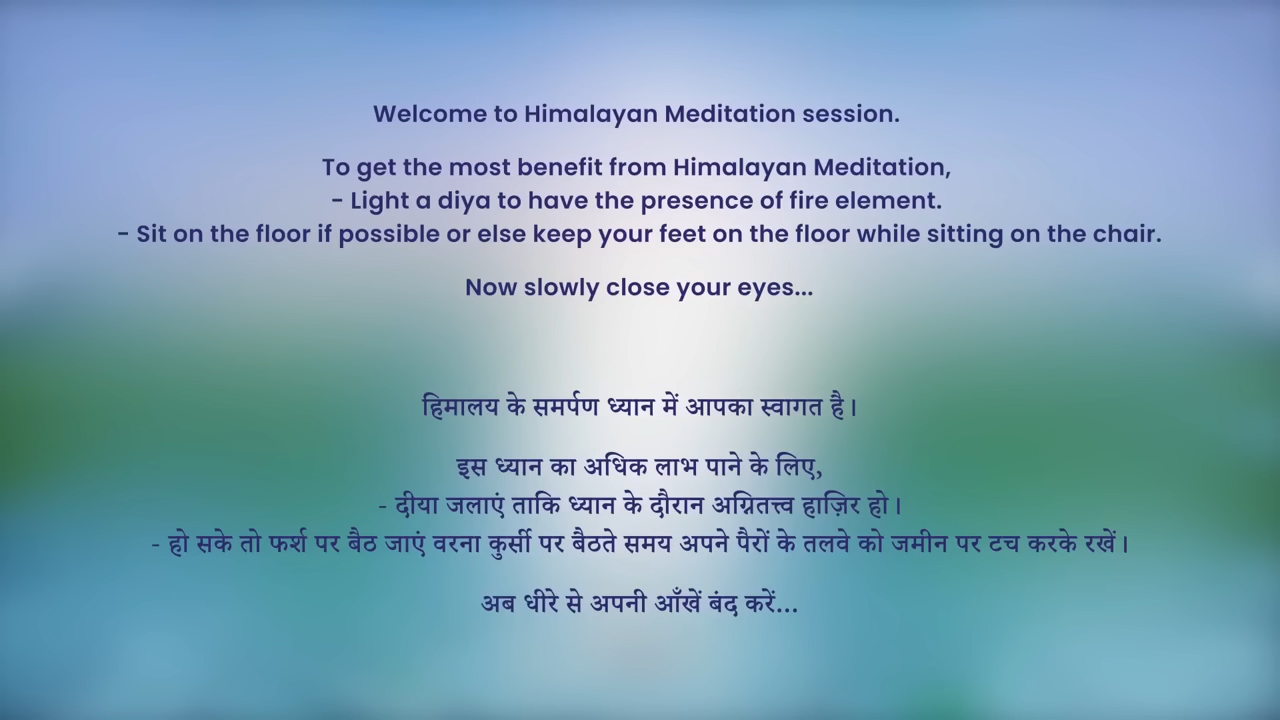 Welcome to Himalayan Meditation session.
To get the most benefit from Himalayan Meditation,
- Light a diya to have the presence of fire element.
- Sit on the floor if possible or else keep your feet on the floor while sitting on the chair.
Now slowly close your eyes...
हिमालय के समर्पण ध्यान में आपका स्वागत है।
इस ध्यान का अधिक लाभ पाने के लिए,
- दीया जलाएं ताकि ध्यान के दौरान अग्नितत्त्व हाज़िर हो।
- हो सके तो फर्श पर बैठ जाएं वरना कुर्सी पर बैठते समय अपने पैरों के तलवे को जमीन पर टच करके रखें।
अब धीरे से अपनी आँखें बंद करें...